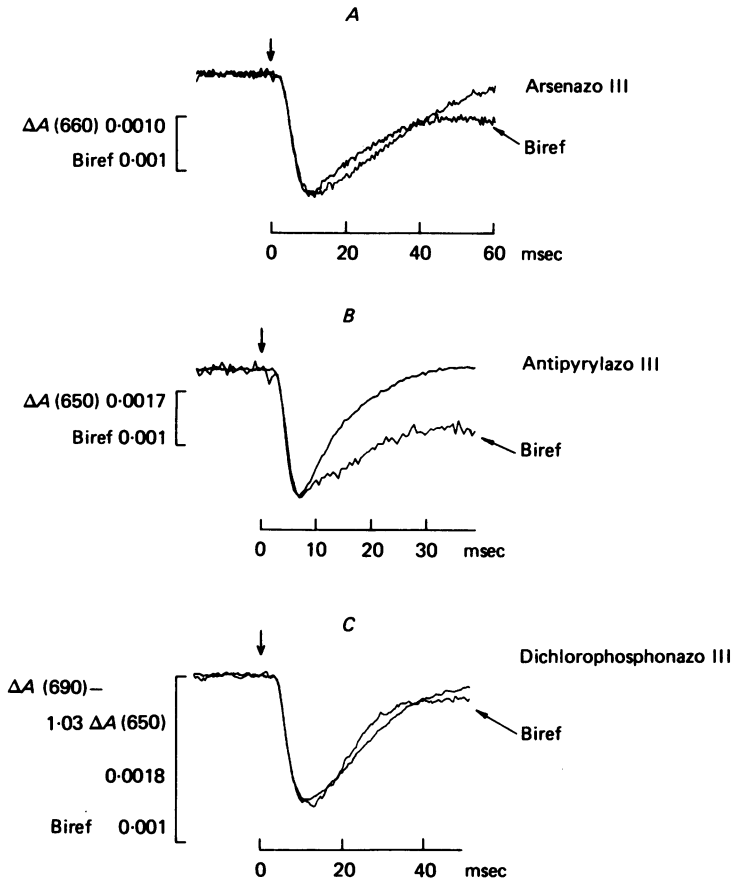 A
Arsenazo III
ΔA (660) 0·0010
Biref 0·001
Biref
0 20 40 60 msec
B
Antipyrylazo III
ΔA (650) 0·0017
Biref 0·001
Biref
0 10 20 30 msec
C
Dichlorophosphonazo III
ΔA (690)–
1·03 ΔA (650)
0·0018
Biref 0·001
Biref
0 20 40 msec